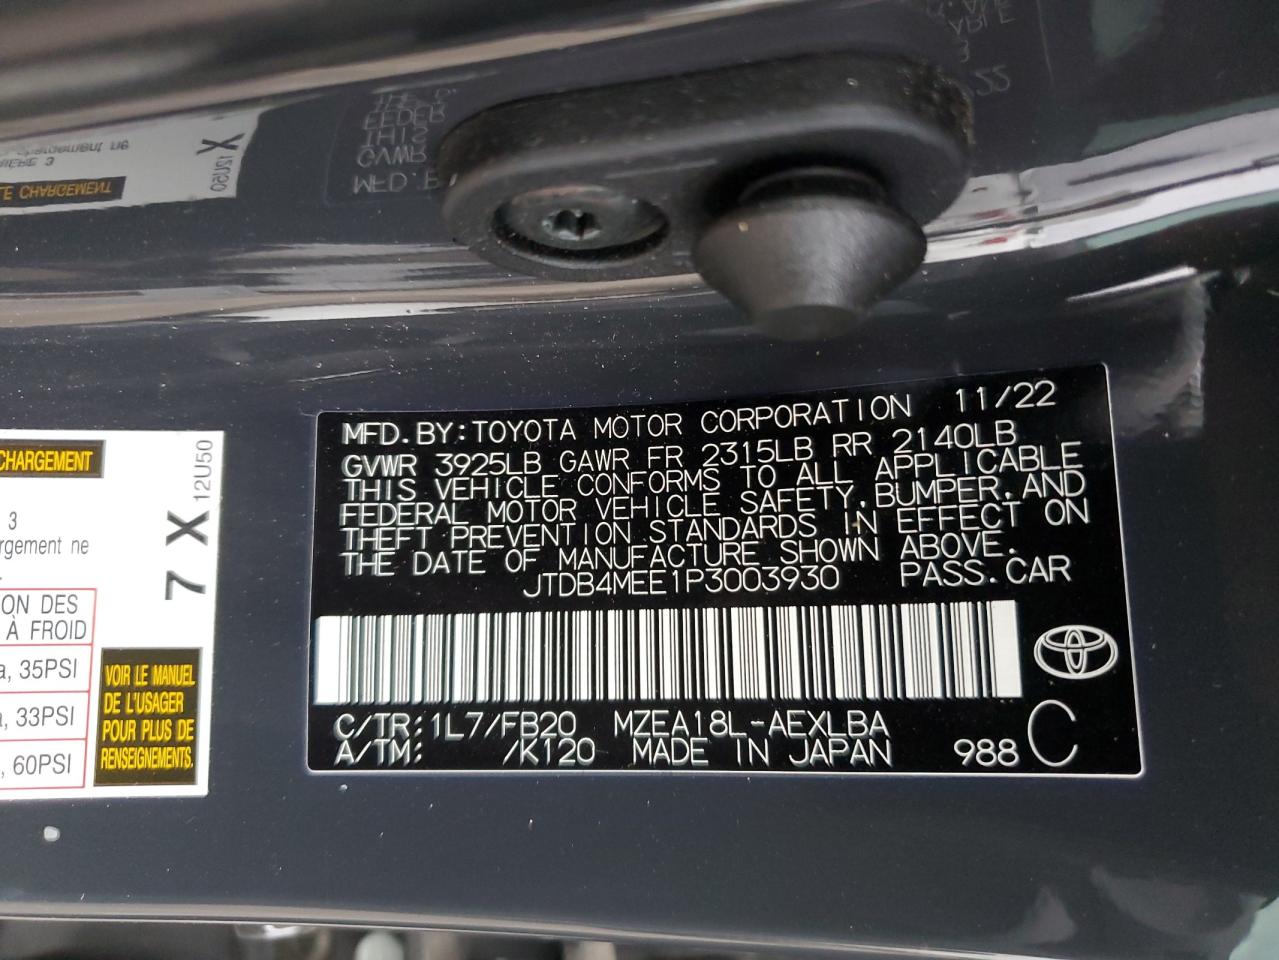 MFD.BY:TOYOTA MOTOR CORPORATION 11/22
GVWR 3925LB GAWR FR 2315LB RR 2140LB
THIS VEHICLE CONFORMS TO ALL APPLICABLE
FEDERAL MOTOR VEHICLE SAFETY,BUMPER,AND
THEFT PREVENTION STANDARDS IN EFFECT ON
THE DATE OF MANUFACTURE SHOWN ABOVE.
JTDB4MEE1P3003930 PASS.CAR
C/TR:1L7/FB20 MZEA18L-AEXLBA
A/TM: /K120 MADE IN JAPAN 988 C
CHARGEMENT
7 X 12U50
3
rgement ne
ON DES
À FROID
a, 35PSI
a, 33PSI
, 60PSI
VOIR LE MANUEL
DE L'USAGER
POUR PLUS DE
RENSEIGNEMENTS.